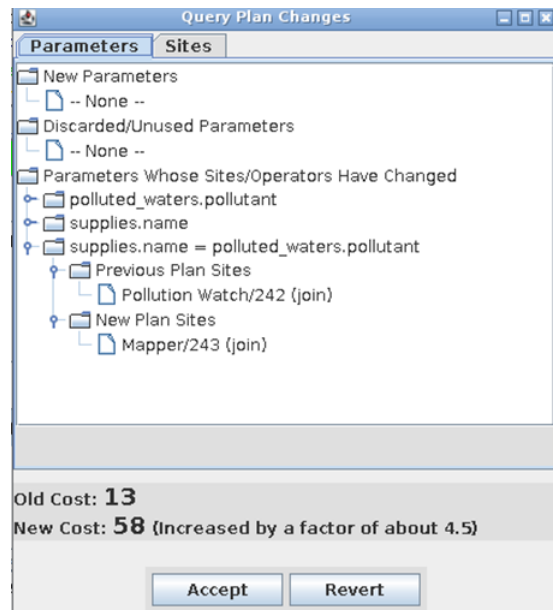 Query Plan Changes
Parameters Sites
New Parameters
-- None --
Discarded/Unused Parameters
-- None --
Parameters Whose Sites/Operators Have Changed
polluted_waters.pollutant
supplies.name
supplies.name = polluted_waters.pollutant
Previous Plan Sites
Pollution Watch/242 (join)
New Plan Sites
Mapper/243 (join)
Old Cost: 13
New Cost: 58 (Increased by a factor of about 4.5)
Accept Revert